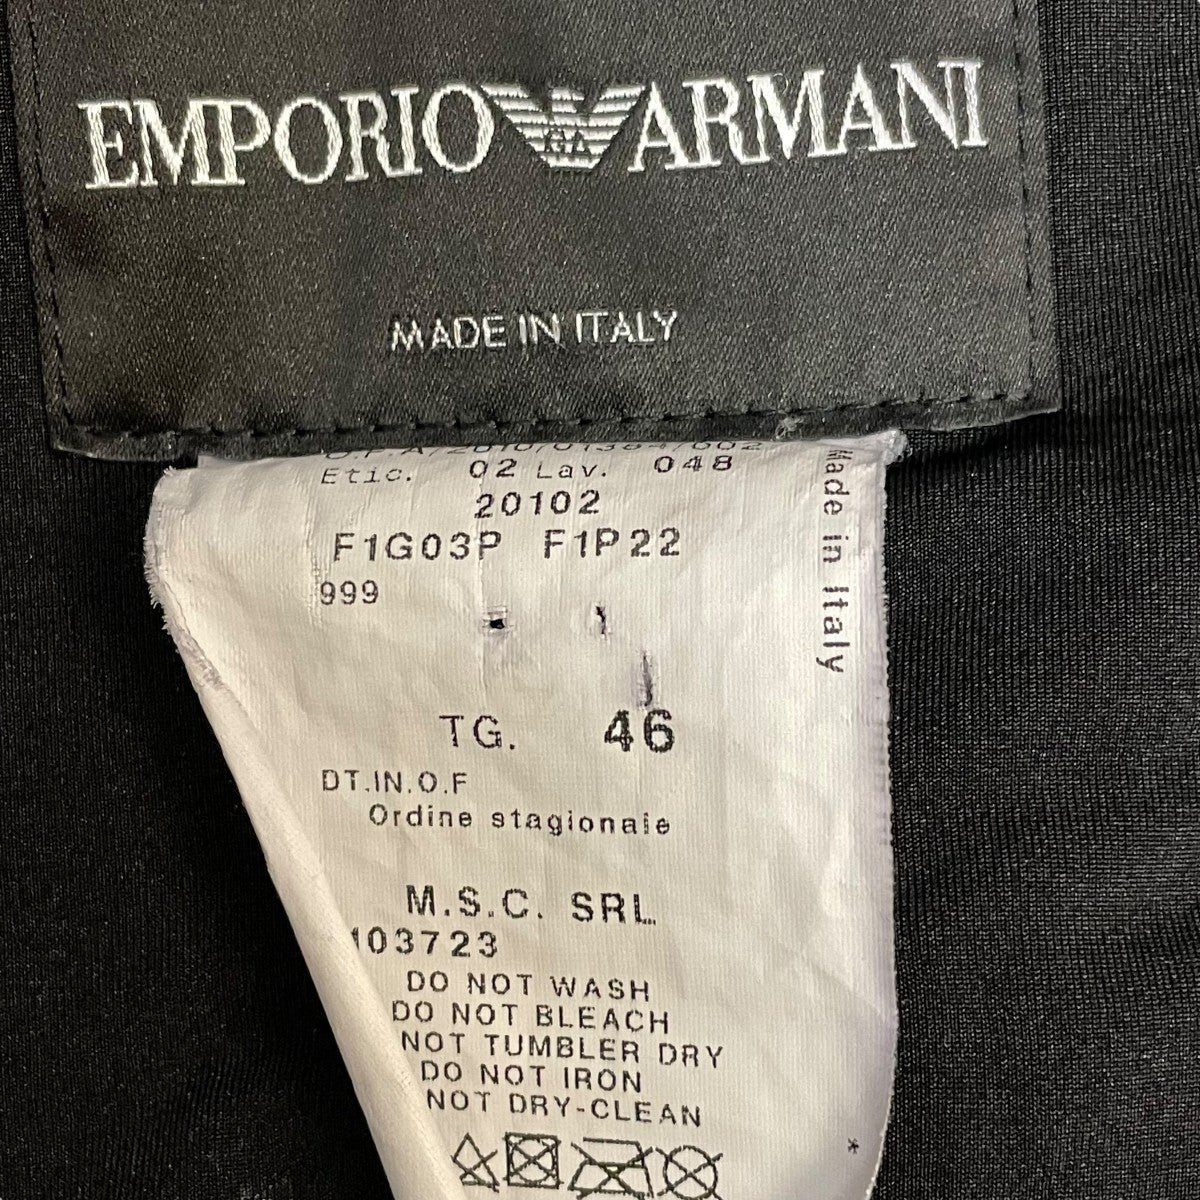 EMPORIO GA ARMANI
MADE IN ITALY
Etic. 02 Lav. 048
20102
F1G03P F1P22
999
TG. 46
DT.IN.O.F
Ordine stagionale
M.S.C. SRL
103723
DO NOT WASH
DO NOT BLEACH
NOT TUMBLER DRY
DO NOT IRON
NOT DRY-CLEAN
*
Made in Italy